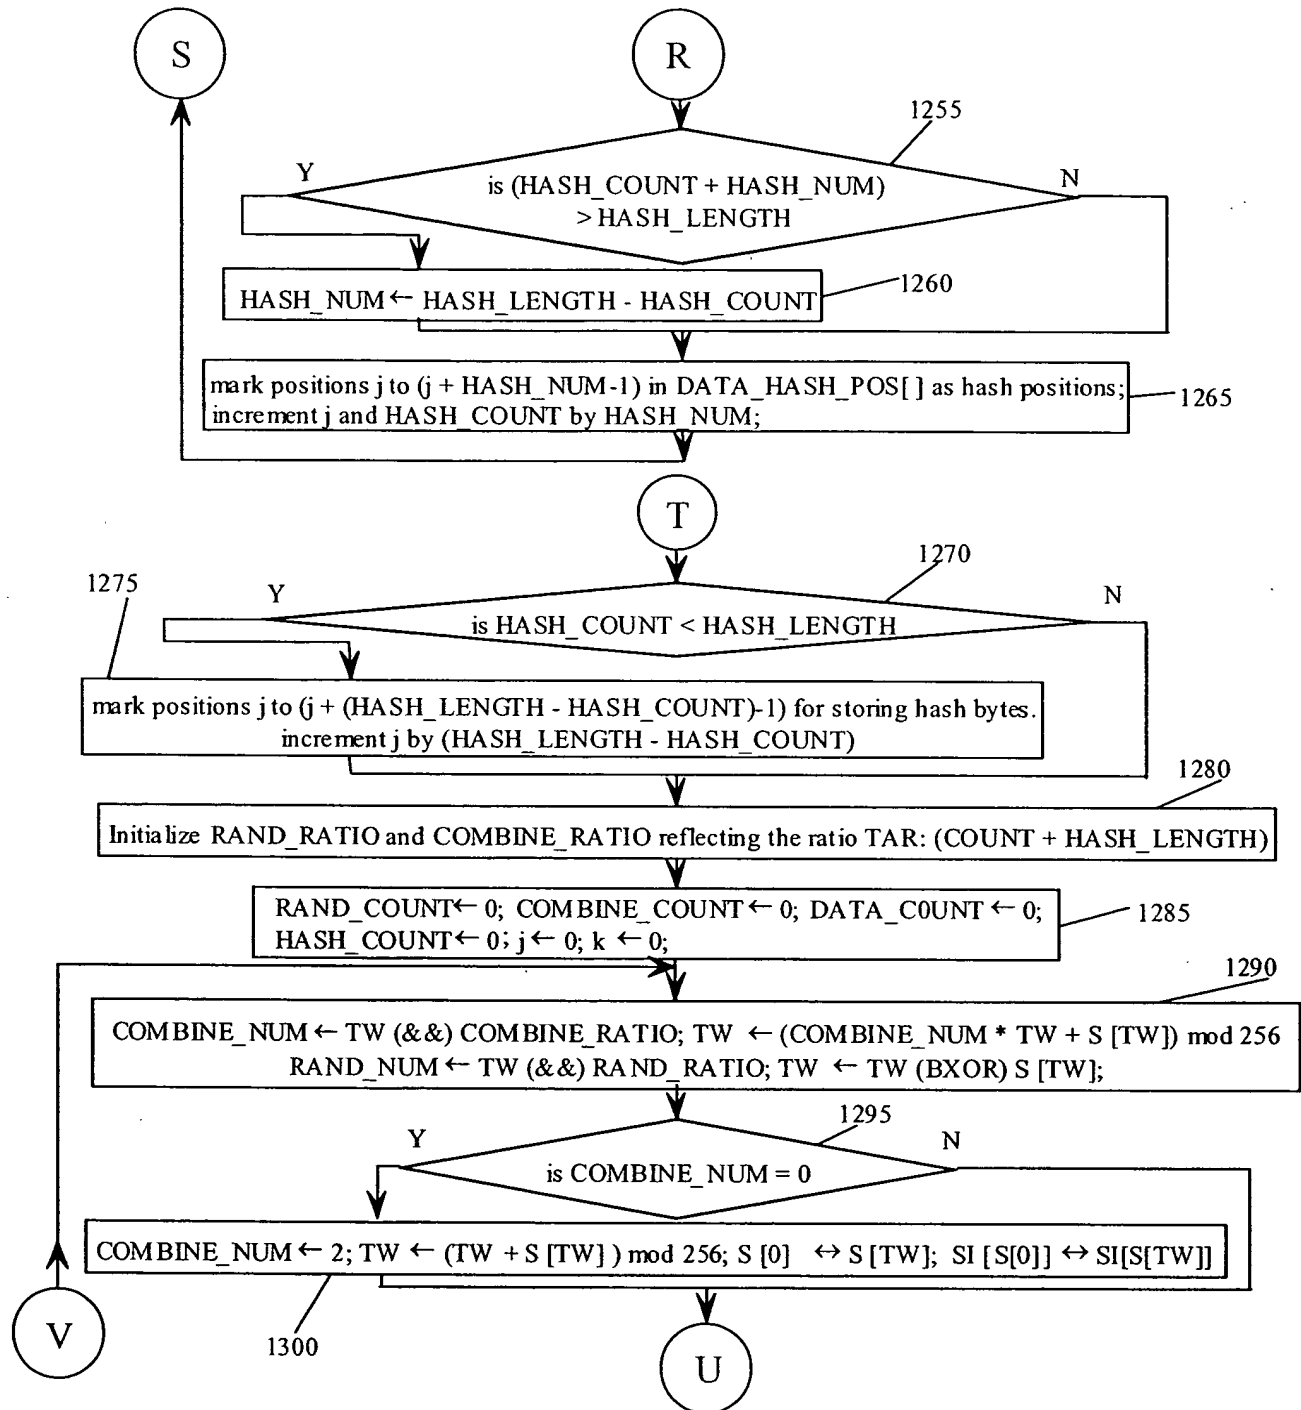 S
R
1255
Y
N
is (HASH_COUNT + HASH_NUM)
> HASH_LENGTH
1260
HASH_NUM ← HASH_LENGTH - HASH_COUNT
mark positions j to (j + HASH_NUM-1) in DATA_HASH_POS[ ] as hash positions;
increment j and HASH_COUNT by HASH_NUM;
1265
T
1270
1275
Y
N
is HASH_COUNT < HASH_LENGTH
mark positions j to (j + (HASH_LENGTH - HASH_COUNT)-1) for storing hash bytes.
increment j by (HASH_LENGTH - HASH_COUNT)
1280
Initialize RAND_RATIO and COMBINE_RATIO reflecting the ratio TAR: (COUNT + HASH_LENGTH)
RAND_COUNT ← 0; COMBINE_COUNT ← 0; DATA_C0UNT ← 0;
HASH_COUNT ← 0; j ← 0; k ← 0;
1285
1290
COMBINE_NUM ← TW (&&) COMBINE_RATIO; TW ← (COMBINE_NUM * TW + S [TW]) mod 256
RAND_NUM ← TW (&&) RAND_RATIO; TW ← TW (BXOR) S [TW];
1295
Y
N
is COMBINE_NUM = 0
COMBINE_NUM ← 2; TW ← (TW + S [TW] ) mod 256; S [0] ↔ S [TW]; SI [S[0]] ↔ SI[S[TW]]
V
1300
U